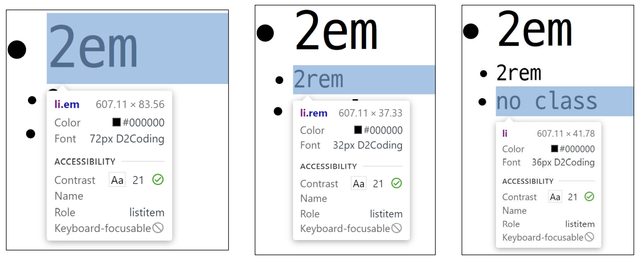 2em
li.em 607.11 × 83.56
Color #000000
Font 72px D2Coding
ACCESSIBILITY
Contrast Aa 21
Name
Role listitem
Keyboard-focusable
2em
2rem
li.rem 607.11 × 37.33
Color #000000
Font 32px D2Coding
ACCESSIBILITY
Contrast Aa 21
Name
Role listitem
Keyboard-focusable
2em
2rem
no class
li 607.11 × 41.78
Color #000000
Font 36px D2Coding
ACCESSIBILITY
Contrast Aa 21
Name
Role listitem
Keyboard-focusable